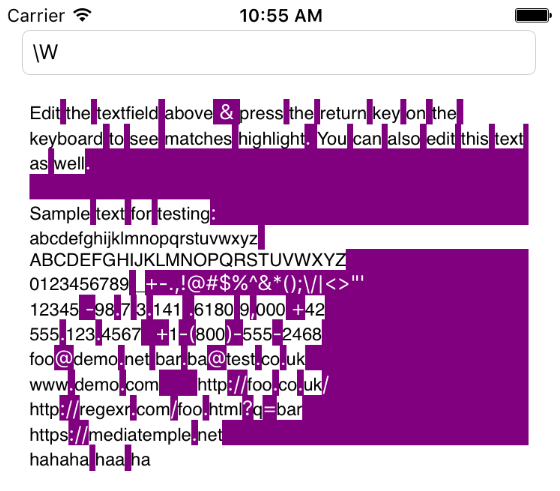 Carrier 10:55 AM
\W
Edit the textfield above & press the return key on the
keyboard to see matches highlight. You can also edit this text
as well.
Sample text for testing:
abcdefghijklmnopqrstuvwxyz
ABCDEFGHIJKLMNOPQRSTUVWXYZ
0123456789 _+-.,!@#$%^&*();\/|<>"'
12345 -98.7 3.141 .6180 9,000 +42
555.123.4567 +1-(800)-555-2468
foo@demo.net bar.ba@test.co.uk
www.demo.com http://foo.co.uk/
http://regexr.com/foo.html?q=bar
https://mediatemple.net
hahaha haa ha